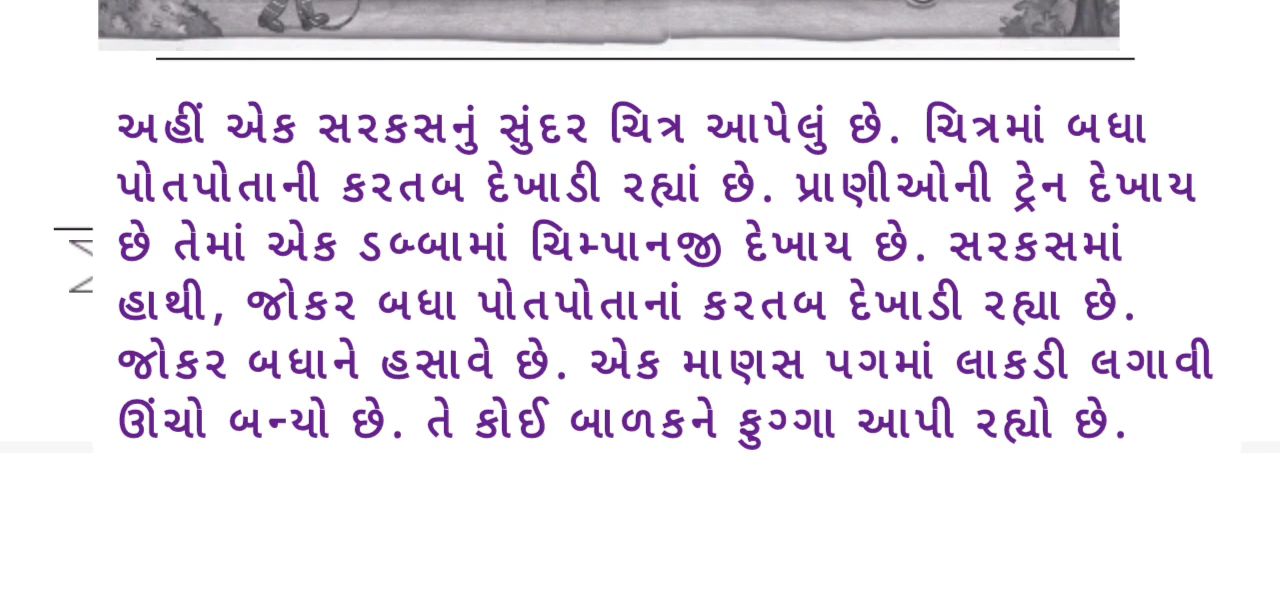 અહીં એક સરકસનું સુંદર ચિત્ર આપેલું છે. ચિત્રમાં બધા
પોતપોતાની કરતબ દેખાડી રહ્યાં છે. પ્રાણીઓની ટ્રેન દેખાય
છે તેમાં એક ડબ્બામાં ચિમ્પાનજી દેખાય છે. સરકસમાં
હાથી, જોકર બધા પોતપોતાનાં કરતબ દેખાડી રહ્યા છે.
જોકર બધાને હસાવે છે. એક માણસ પગમાં લાકડી લગાવી
ઊંચો બન્યો છે. તે કોઈ બાળકને ફુગ્ગા આપી રહ્યો છે.